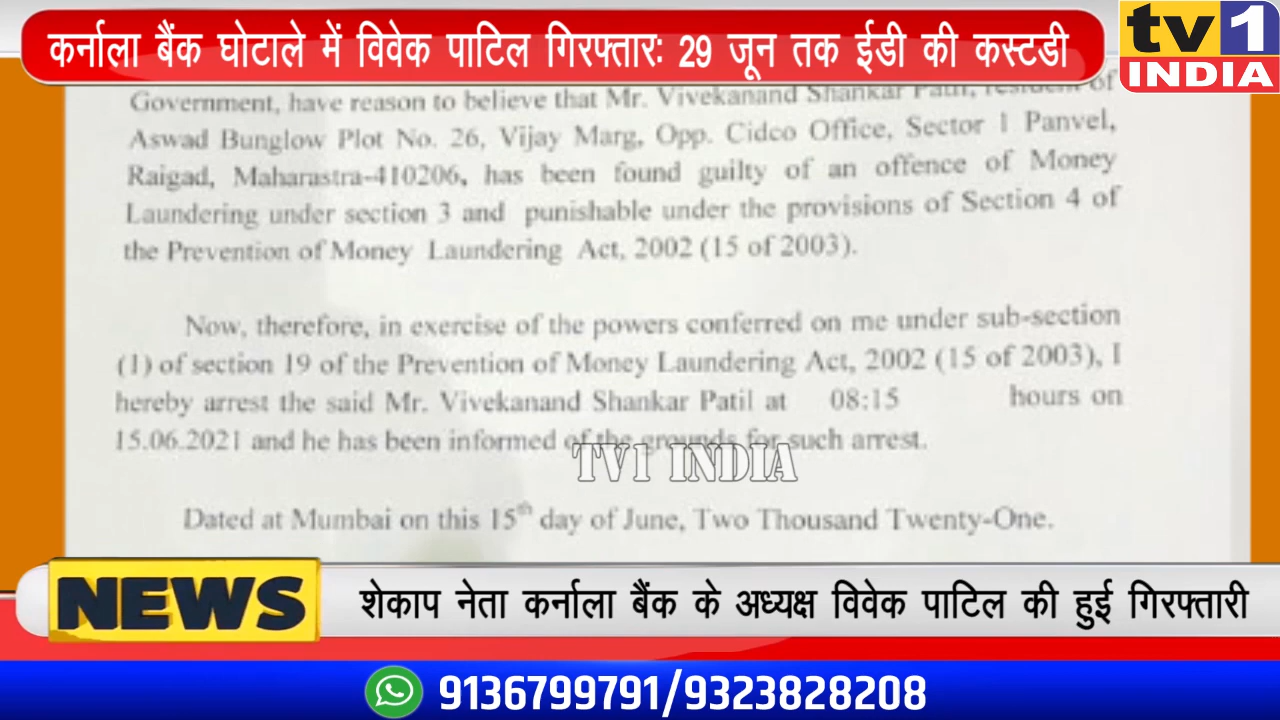 कर्नाला बैंक घोटाले में विवेक पाटिल गिरफ्तारः 29 जून तक ईडी की कस्टडी
tv1
INDIA
Government, have reason to believe that Mr. Vivekanand Shankar Patil, resident of
Aswad Bunglow Plot No. 26, Vijay Marg, Opp. Cidco Office, Sector 1 Panvel,
Raigad, Maharastra-410206, has been found guilty of an offence of Money
Laundering under section 3 and punishable under the provisions of Section 4 of
the Prevention of Money Laundering Act, 2002 (15 of 2003).
Now, therefore, in exercise of the powers conferred on me under sub-section
(1) of section 19 of the Prevention of Money Laundering Act, 2002 (15 of 2003), I
hereby arrest the said Mr. Vivekanand Shankar Patil at 08:15 hours on
15.06.2021 and he has been informed of the grounds for such arrest.
TV1 INDIA
Dated at Mumbai on this 15th day of June, Two Thousand Twenty-One.
NEWS
शेकाप नेता कर्नाला बैंक के अध्यक्ष विवेक पाटिल की हुई गिरफ्तारी
9136799791/9323828208